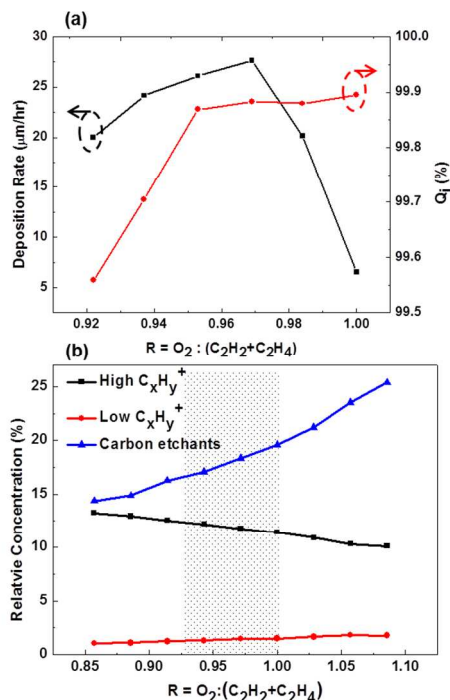 (a)
30
25
20
15
10
5
Deposition Rate (μm/hr)
100.0
99.9
99.8
99.7
99.6
99.5
Qi (%)
0.92 0.94 0.96 0.98 1.00
R = O2 : (C2H2+C2H4)
(b)
High CxHy+
Low CxHy+
Carbon etchants
25
20
15
10
5
0
Relatvie Concentration (%)
0.85 0.90 0.95 1.00 1.05 1.10
R = O2:(C2H2+C2H4)